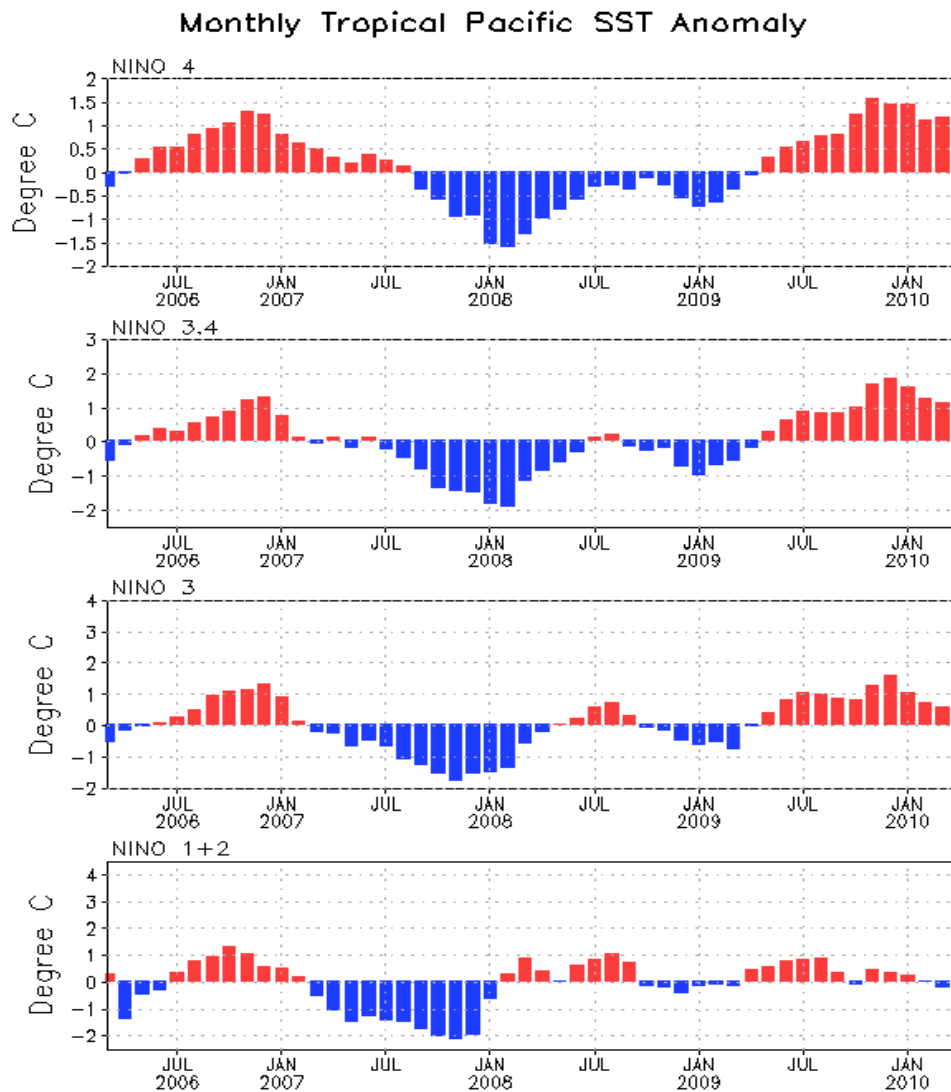 Monthly Tropical Pacific SST Anomaly
NINO 4
Degree C
2
1.5
1
0.5
0
−0.5
−1
−1.5
−2
JUL JAN JUL JAN JUL JAN JUL JAN
2006 2007 2008 2009 2010
NINO 3.4
Degree C
3
2
1
0
−1
−2
JUL JAN JUL JAN JUL JAN JUL JAN
2006 2007 2008 2009 2010
NINO 3
Degree C
4
3
2
1
0
−1
−2
JUL JAN JUL JAN JUL JAN JUL JAN
2006 2007 2008 2009 2010
NINO 1+2
Degree C
4
3
2
1
0
−1
−2
JUL JAN JUL JAN JUL JAN JUL JAN
2006 2007 2008 2009 2010